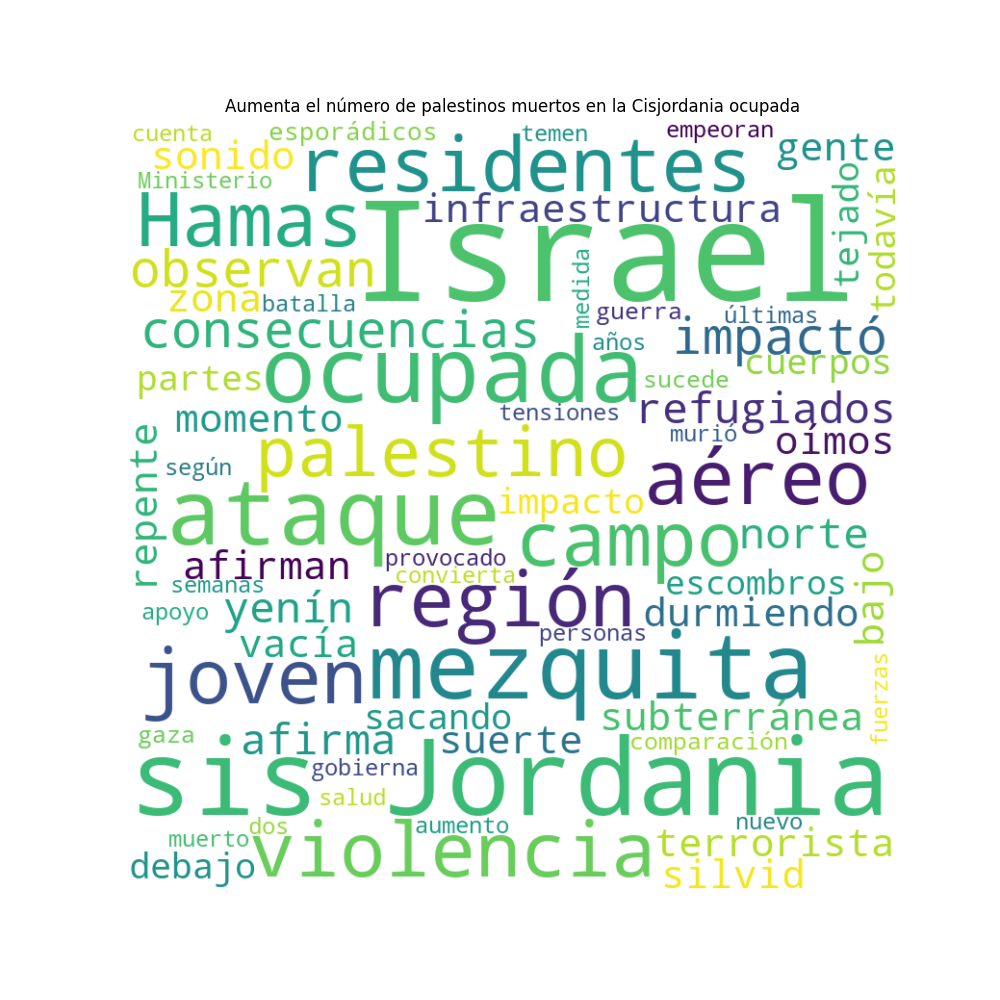 Aumenta el número de palestinos muertos en la Cisjordania ocupada
cuenta
esporádicos
temen
empeoran
sonido
residentes
gente
Ministerio
tejado
todavía
Hamas
Israel
infraestructura
observan
medida
zona
batalla
guerra
últimas
consecuencias
impactó
años
cuerpos
partes
ocupada
sucede
momento
tensiones
refugiados
repente
palestino
murió
oímos
según
aéreo
ataque
impacto
campo
norte
afirman
provocado
convierta
semanas
región
escombros
bajo
apoyo
yenín
durmiendo
vacía
personas
joven
mezquita
fuerzas
sacando
subterránea
gaza
afirma
suerte
comparación
sis
Jordania
gobierna
salud
dos
aumento
nuevo
muerto
violencia
terrorista
debajo
silvid